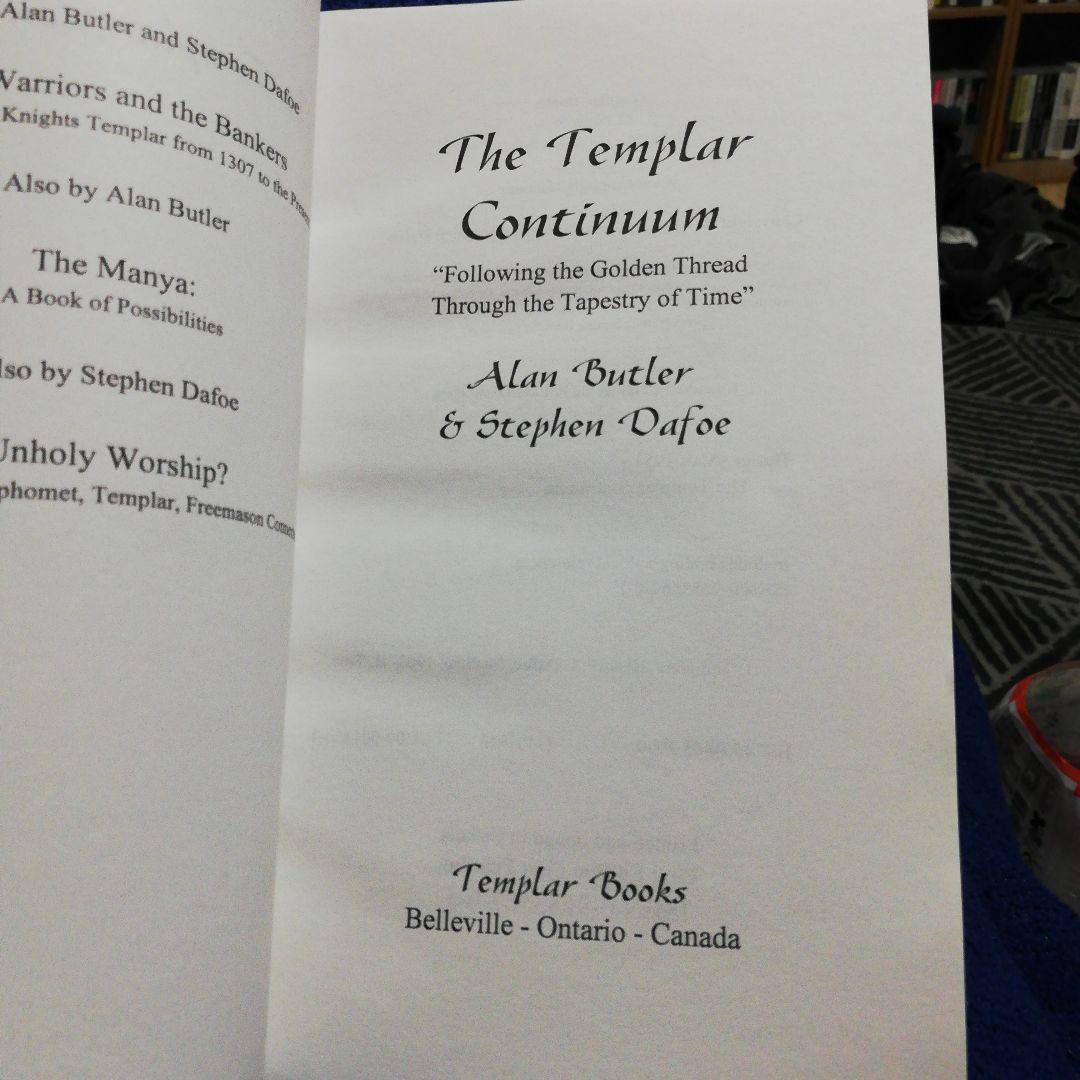 Alan Butler and Stephen Dafoe
Warriors and the Bankers
Knights Templar from 1307 to the Present
Also by Alan Butler
The Manya:
A Book of Possibilities
lso by Stephen Dafoe
Unholy Worship?
phomet, Templar, Freemason
The Templar
Continuum
“Following the Golden Thread
Through the Tapestry of Time”
Alan Butler
& Stephen Dafoe
Templar Books
Belleville - Ontario - Canada